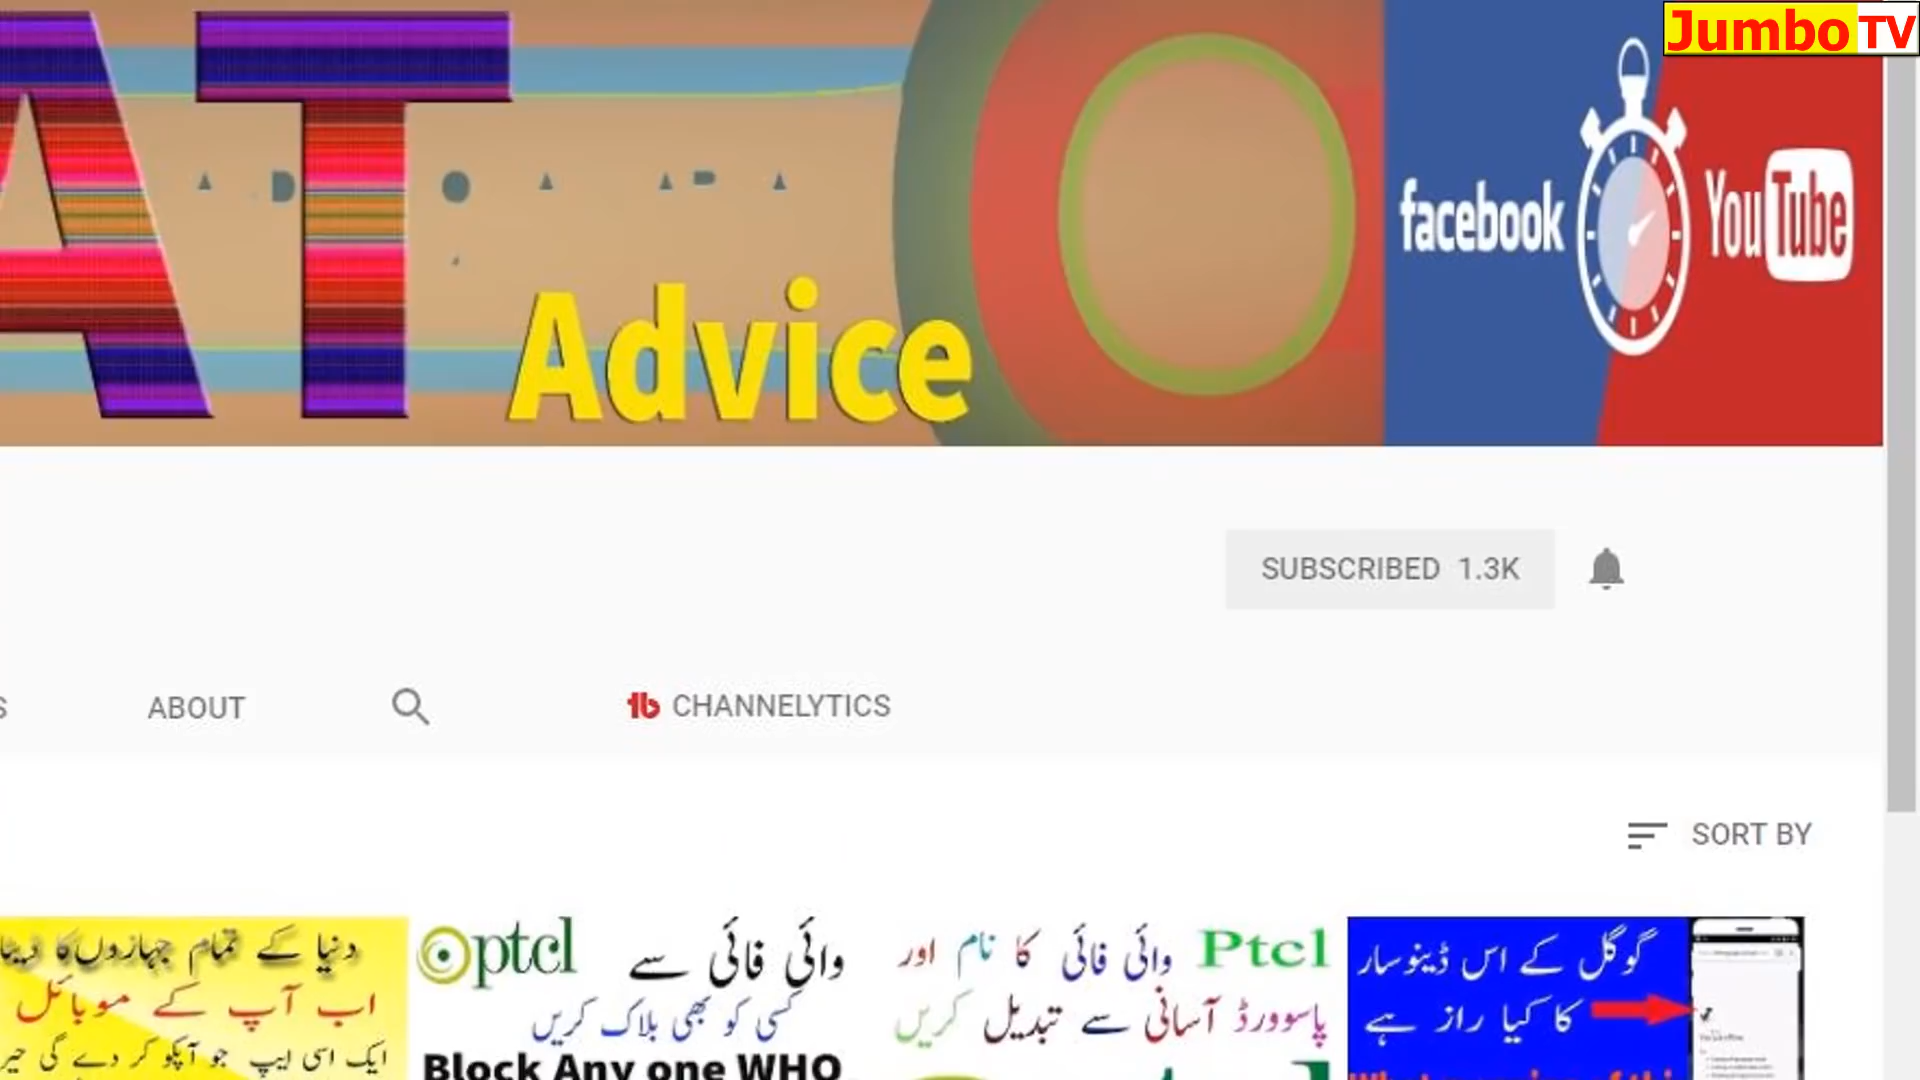 Jumbo TV
AT
Advice
facebook
YouTube
SUBSCRIBED 1.3K
ABOUT
CHANNELYTICS
SORT BY
دنیا کے تمام جہازوں کا ڈیٹا
اب آپ کے موبائل
ایک اسی ایپ جو آپکو کر دے گی
ptcl وائی فائی سے
کسی کو بھی بلاک کریں
Block Any one WHO
Ptcl وائی فائی کا نام اور
پاسوورڈ آسانی سے تبدیل کریں
گوگل کے اس ڈینوسار
کا کیا راز ہے